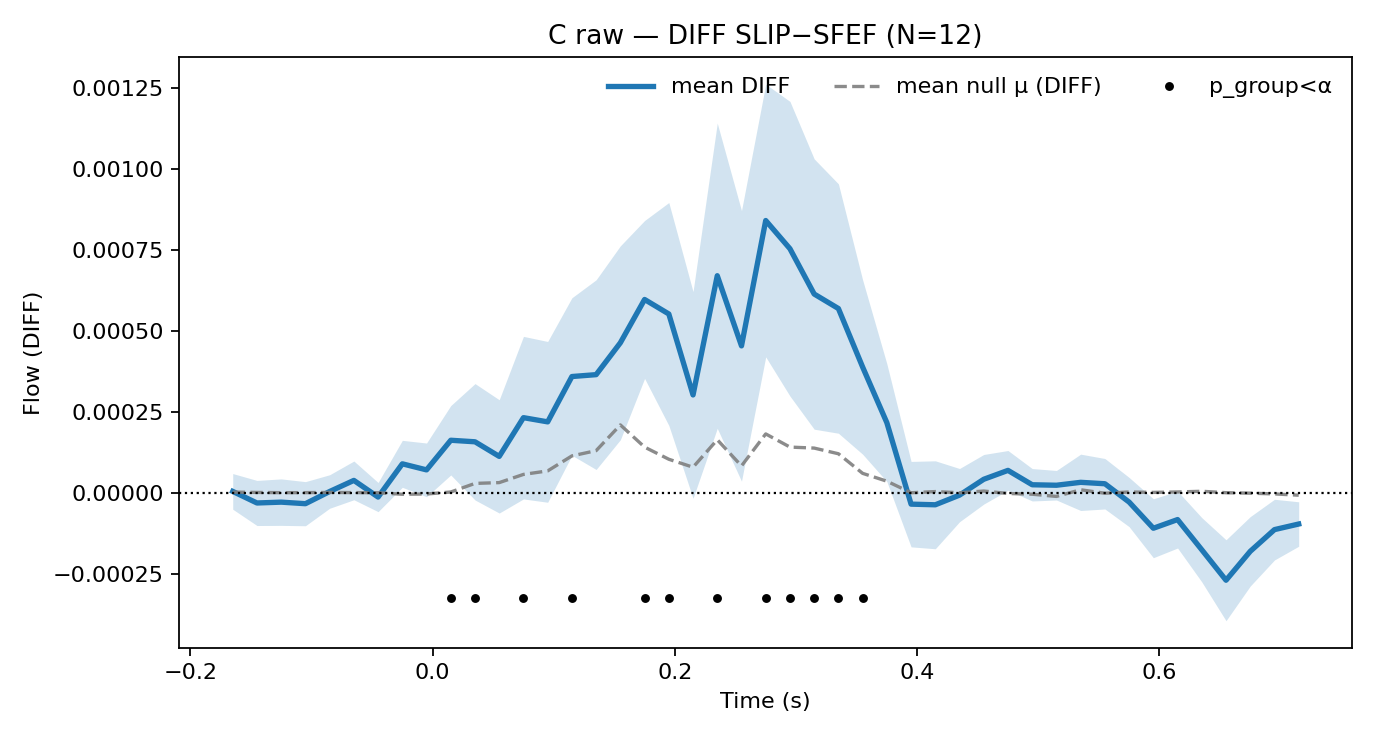 C raw — DIFF SLIP−SFEF (N=12)
mean DIFF
mean null μ (DIFF)
p_group<α
0.00125
0.00100
0.00075
0.00050
0.00025
0.00000
−0.00025
Flow (DIFF)
−0.2
0.0
0.2
0.4
0.6
Time (s)